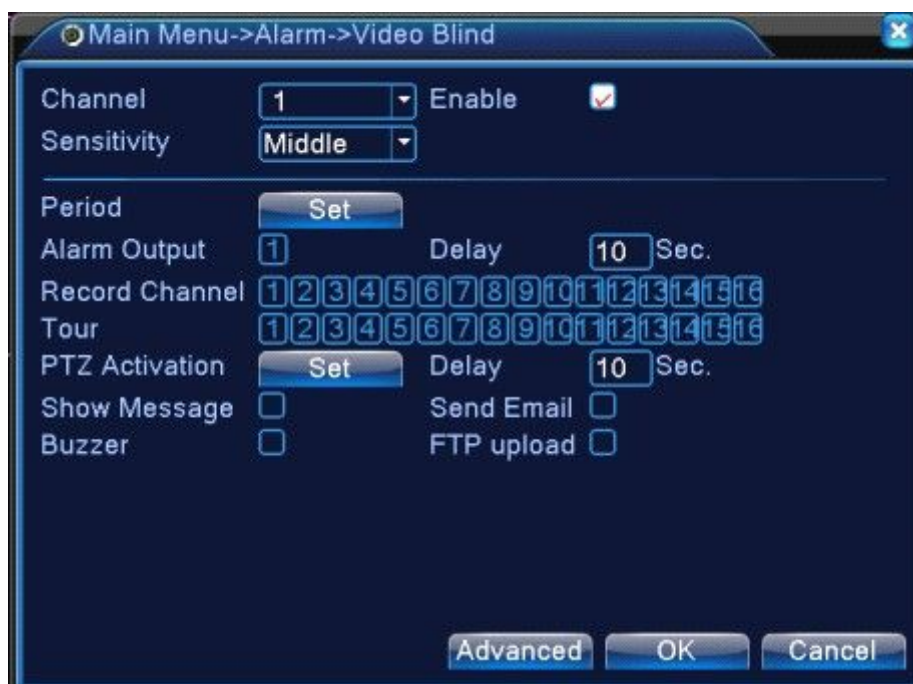 Main Menu->Alarm->Video Blind
Channel 1 Enable
Sensitivity Middle
Period Set
Alarm Output 1 Delay 10 Sec.
Record Channel 1 2 3 4 5 6 7 8 9 10 11 12 13 14 15 16
Tour 1 2 3 4 5 6 7 8 9 10 11 12 13 14 15 16
PTZ Activation Set Delay 10 Sec.
Show Message Send Email
Buzzer FTP upload
Advanced OK Cancel